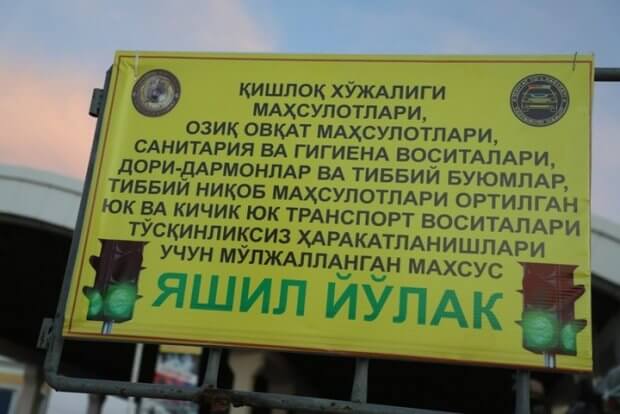 ҚИШЛОҚ ХЎЖАЛИГИ
МАҲСУЛОТЛАРИ,
ОЗИҚ ОВҚАТ МАҲСУЛОТЛАРИ,
САНИТАРИЯ ВА ГИГИЕНА ВОСИТАЛАРИ,
ДОРИ-ДАРМОНЛАР ВА ТИББИЙ БУЮМЛАР,
ТИББИЙ НИҚОБ МАҲСУЛОТЛАРИ ОРТИЛГАН
ЮК ВА КИЧИК ЮК ТРАНСПОРТ ВОСИТАЛАРИ
ТЎСҚИНЛИКСИЗ ҲАРАКАТЛАНИШЛАРИ
УЧУН МЎЛЖАЛЛАНГАН МАХСУС
ЯШИЛ ЙЎЛАК